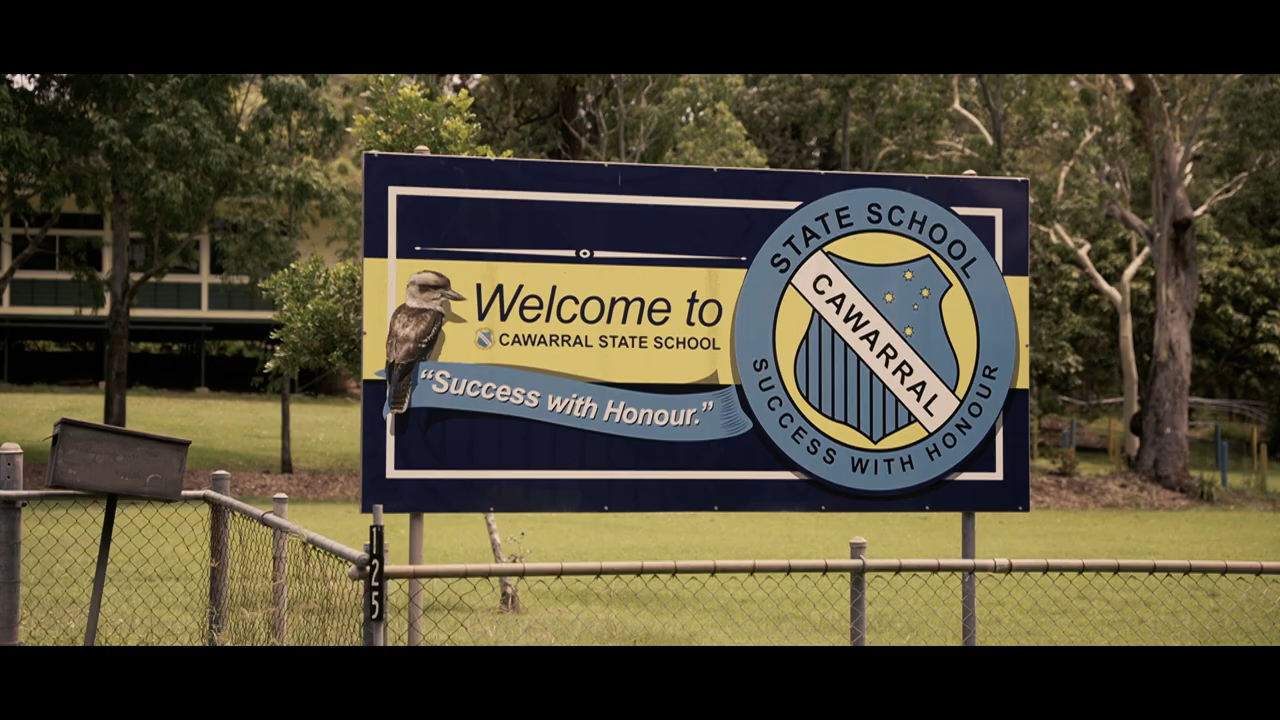 Welcome to
CAWARRAL STATE SCHOOL
“Success with Honour.”
STATE SCHOOL
CAWARRAL
SUCCESS WITH HONOUR
125